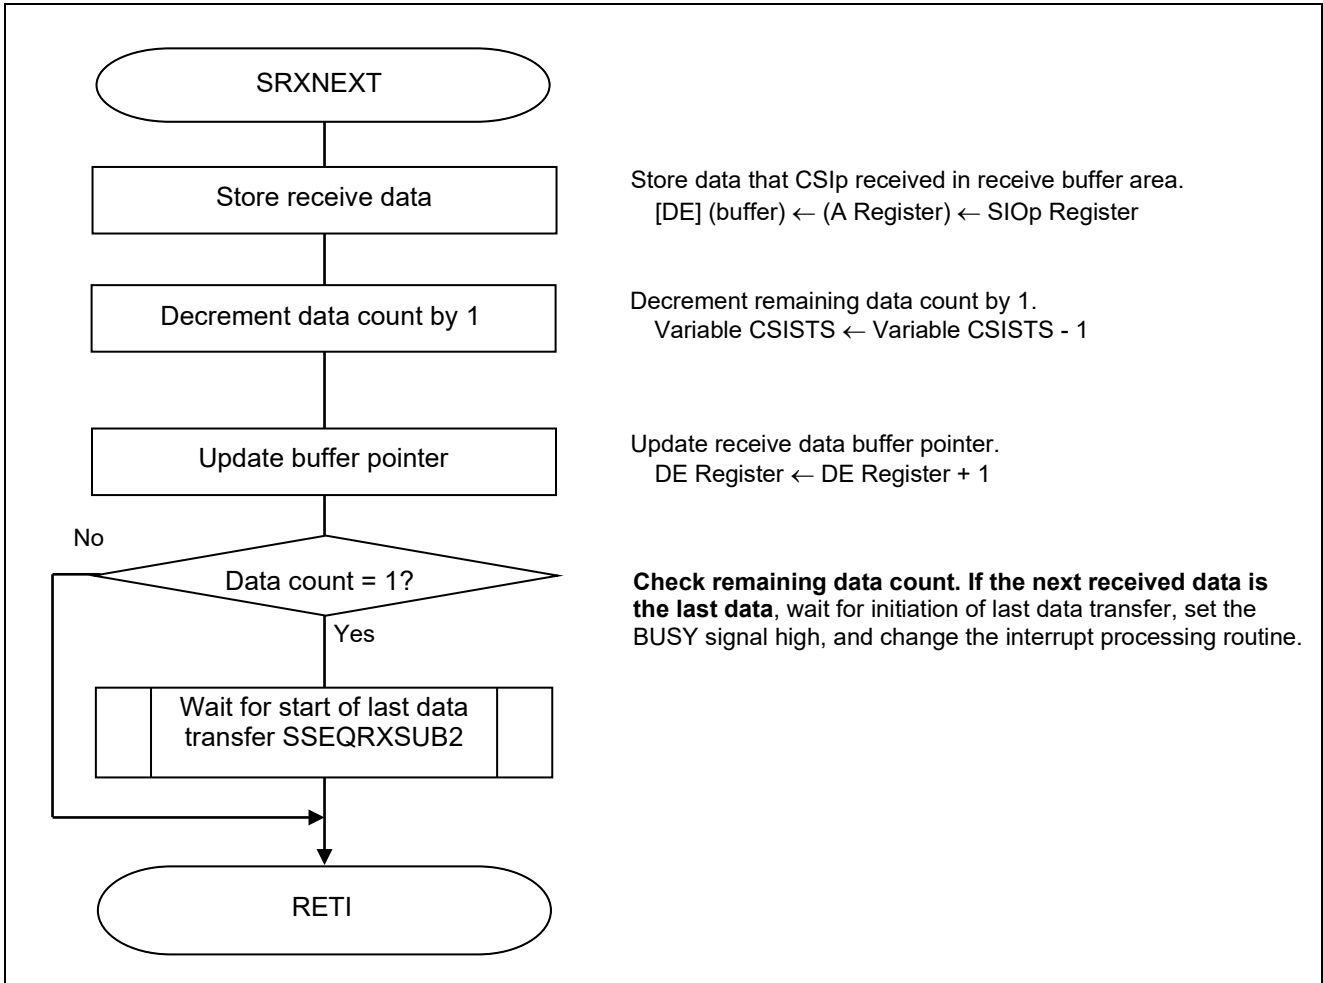 SRXNEXT
Store receive data
Store data that CSIp received in receive buffer area.
[DE] (buffer) ← (A Register) ← SIOp Register
Decrement data count by 1
Decrement remaining data count by 1.
Variable CSISTS ← Variable CSISTS - 1
Update buffer pointer
Update receive data buffer pointer.
DE Register ← DE Register + 1
No
Data count = 1?
Yes
Check remaining data count. If the next received data is
the last data, wait for initiation of last data transfer, set the
BUSY signal high, and change the interrupt processing routine.
Wait for start of last data
transfer SSEQRXSUB2
RETI